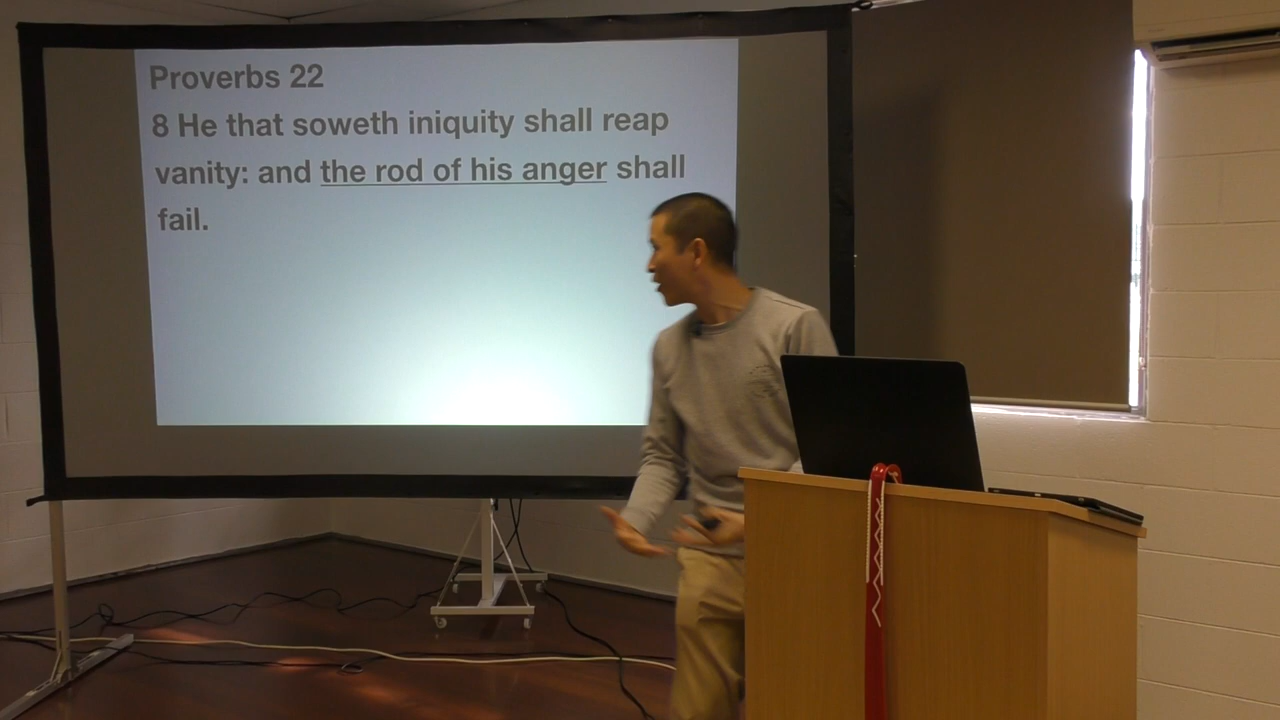 Proverbs 22
8 He that soweth iniquity shall reap
vanity: and the rod of his anger shall
fail.